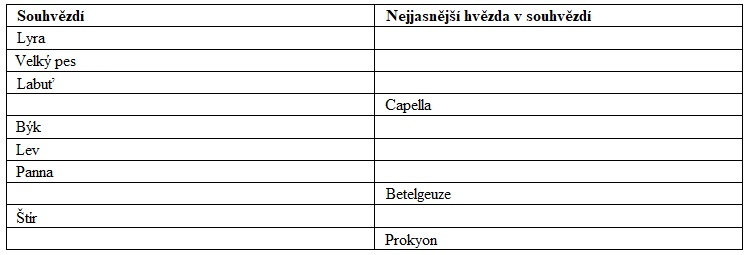 Souhvězdí Nejjasnější hvězda v souhvězdí
Lyra
Velký pes
Labuť
Capella
Býk
Lev
Panna
Betelgeuze
Štír
Prokyon